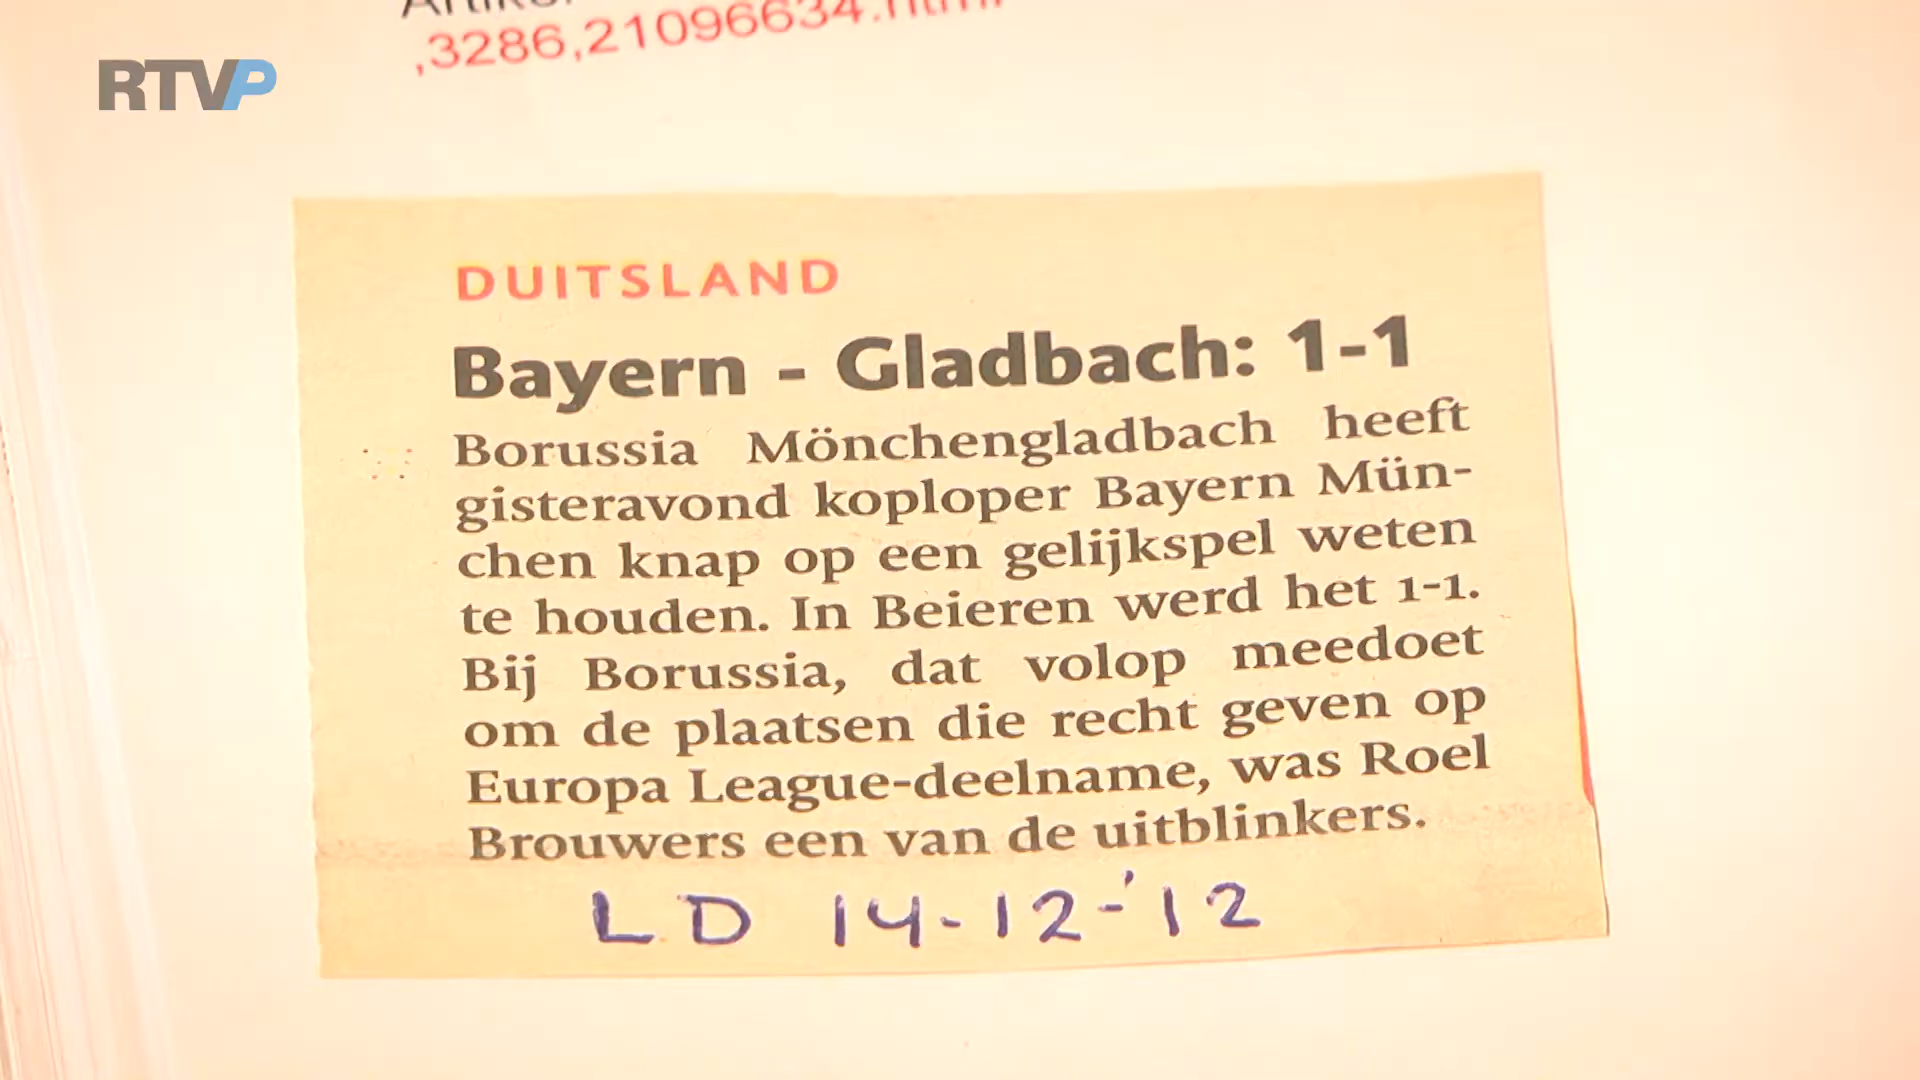 ,3286,21096634.html
RTVP
DUITSLAND
Bayern - Gladbach: 1-1
Borussia Mönchengladbach heeft
gisteravond koploper Bayern Mün-
chen knap op een gelijkspel weten
te houden. In Beieren werd het 1-1.
Bij Borussia, dat volop meedoet
om de plaatsen die recht geven op
Europa League-deelname, was Roel
Brouwers een van de uitblinkers.
LD 14-12-'12